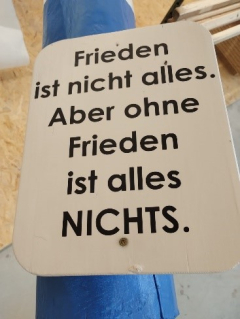 Frieden
ist nicht alles.
Aber ohne
Frieden
ist alles
NICHTS.